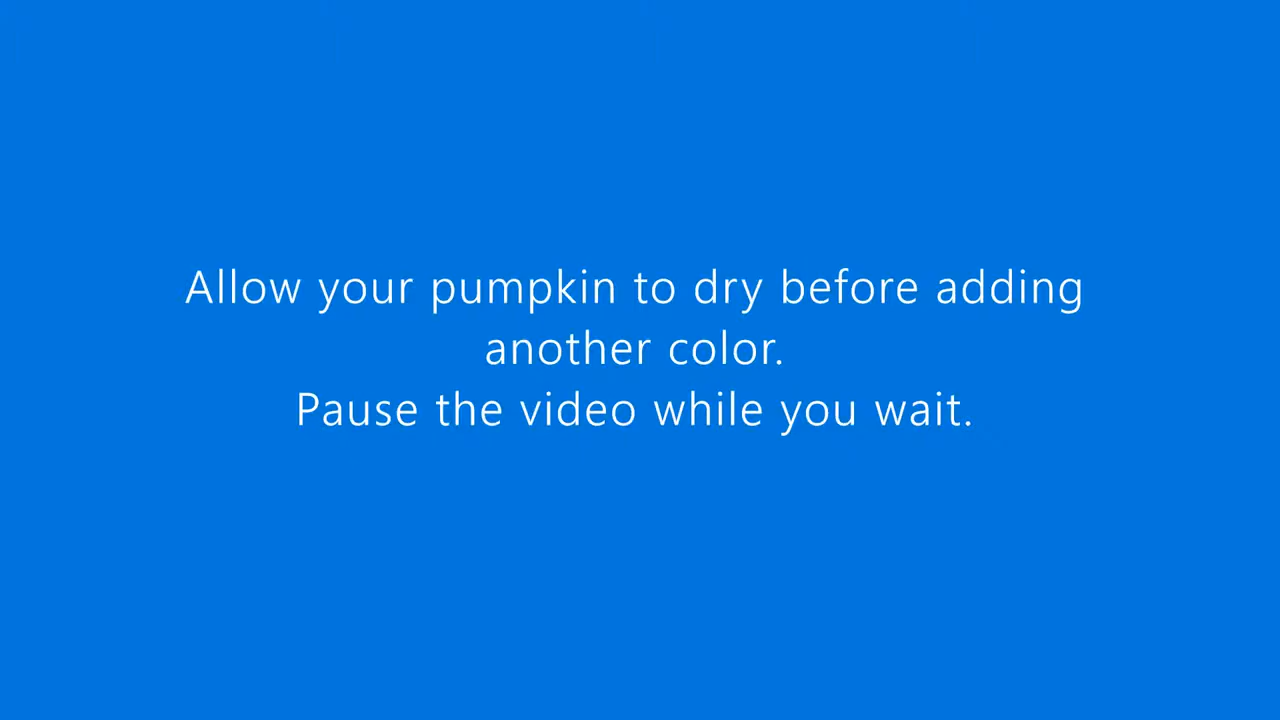 Allow your pumpkin to dry before adding
another color.
Pause the video while you wait.